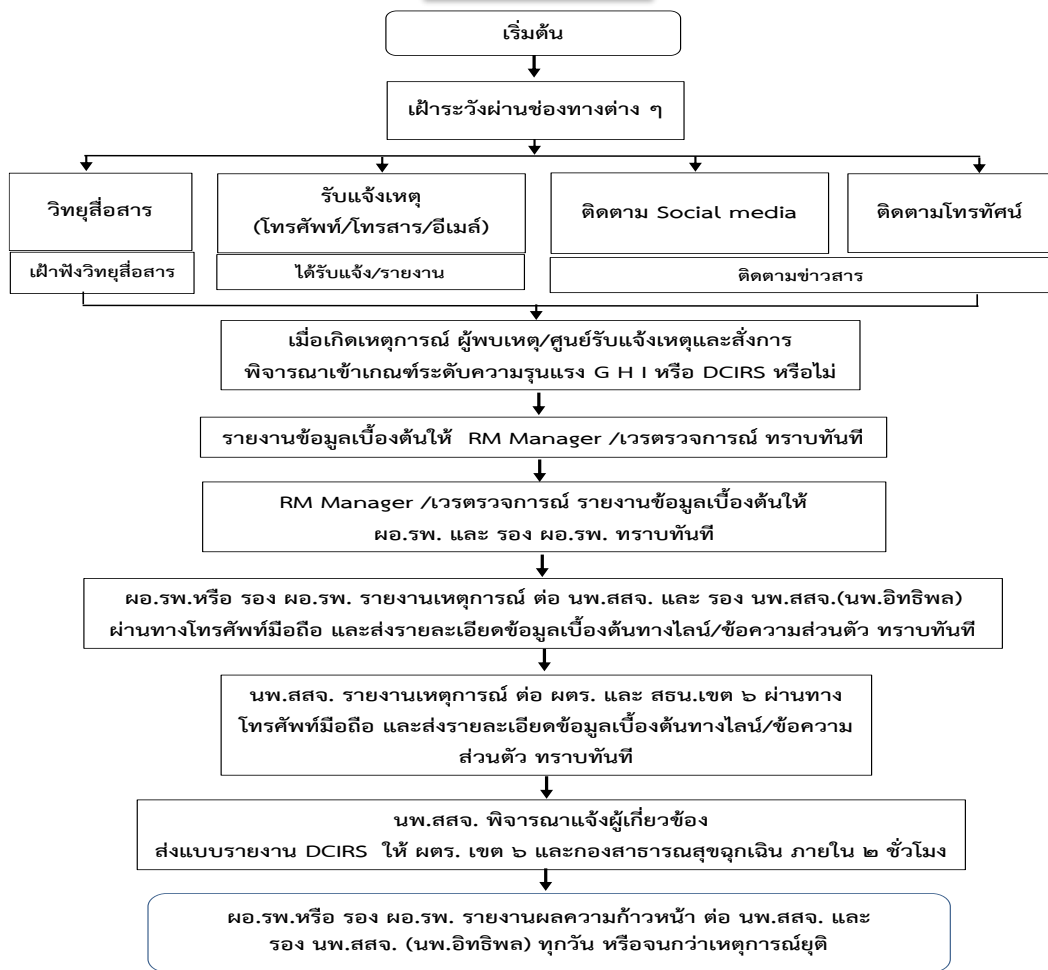 เริ่มต้น
เฝ้าระวังผ่านช่องทางต่าง ๆ
วิทยุสื่อสาร
รับแจ้งเหตุ
(โทรศัพท์/โทรสาร/อีเมล์)
ติดตาม Social media
ติดตามโทรทัศน์
เฝ้าฟังวิทยุสื่อสาร
ได้รับแจ้ง/รายงาน
ติดตามข่าวสาร
เมื่อเกิดเหตุการณ์ ผู้พบเหตุ/ศูนย์รับแจ้งเหตุและสั่งการ
พิจารณาเข้าเกณฑ์ระดับความรุนแรง G H I หรือ DCIRS หรือไม่
รายงานข้อมูลเบื้องต้นให้ RM Manager /เวรตรวจการณ์ ทราบทันที
RM Manager /เวรตรวจการณ์ รายงานข้อมูลเบื้องต้นให้
ผอ.รพ. และ รอง ผอ.รพ. ทราบทันที
ผอ.รพ.หรือ รอง ผอ.รพ. รายงานเหตุการณ์ ต่อ นพ.สสจ. และ รอง นพ.สสจ.(นพ.อิทธิพล)
ผ่านทางโทรศัพท์มือถือ และส่งรายละเอียดข้อมูลเบื้องต้นทางไลน์/ข้อความส่วนตัว ทราบทันที
นพ.สสจ. รายงานเหตุการณ์ ต่อ ผตร. และ สธน.เขต ๖ ผ่านทาง
โทรศัพท์มือถือ และส่งรายละเอียดข้อมูลเบื้องต้นทางไลน์/ข้อความ
ส่วนตัว ทราบทันที
นพ.สสจ. พิจารณาแจ้งผู้เกี่ยวข้อง
ส่งแบบรายงาน DCIRS ให้ ผตร. เขต ๖ และกองสาธารณสุขฉุกเฉิน ภายใน ๒ ชั่วโมง
ผอ.รพ.หรือ รอง ผอ.รพ. รายงานผลความก้าวหน้า ต่อ นพ.สสจ. และ
รอง นพ.สสจ. (นพ.อิทธิพล) ทุกวัน หรือจนกว่าเหตุการณ์ยุติ